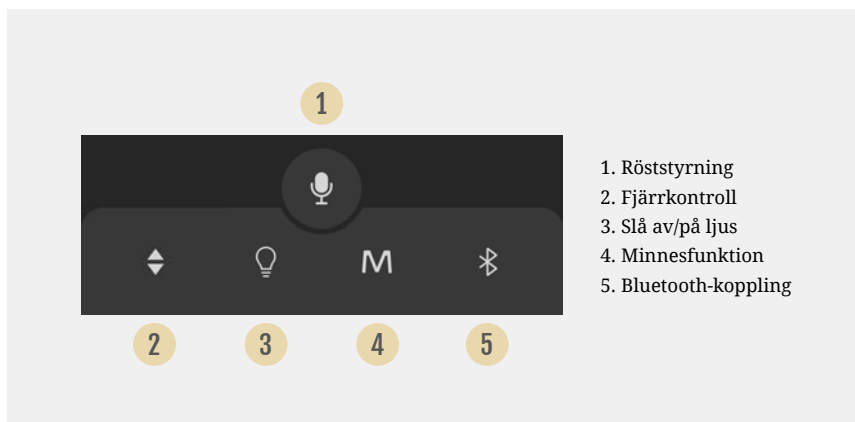 1
M
2
3
4
5
1. Röststyrning
2. Fjärrkontroll
3. Slå av/på ljus
4. Minnesfunktion
5. Bluetooth-koppling